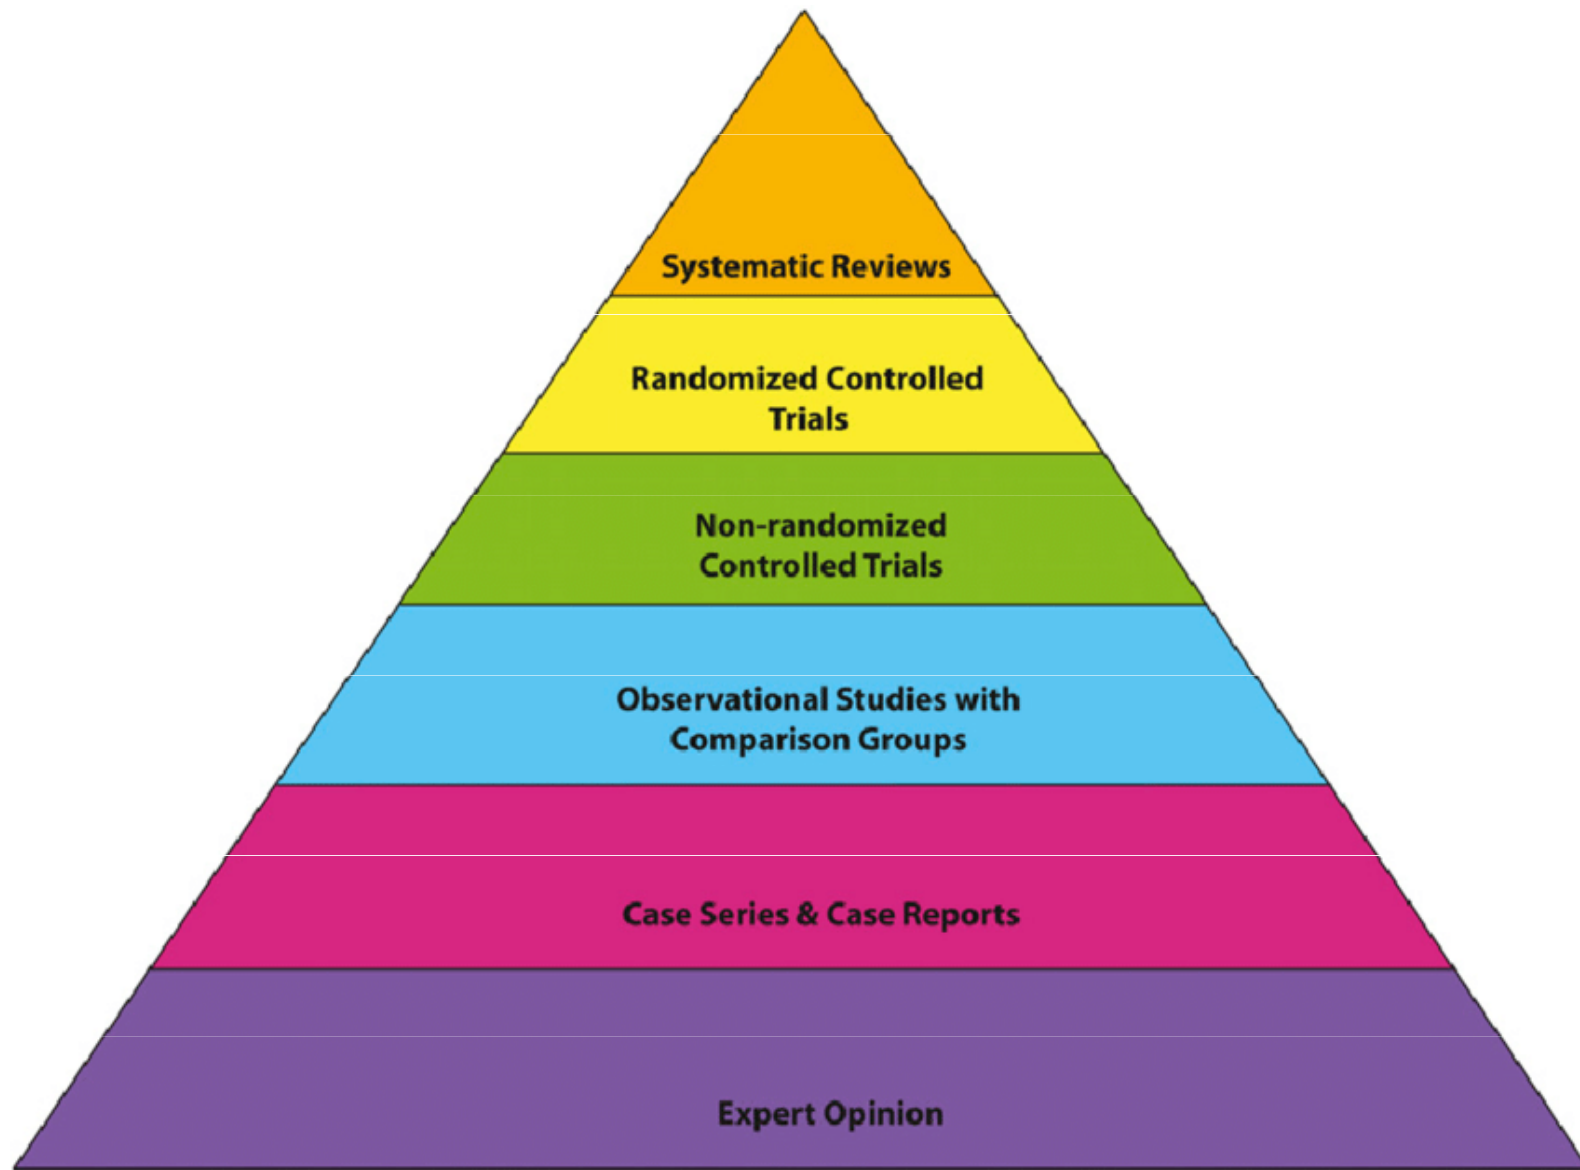 Systematic Reviews
Randomized Controlled
Trials
Non-randomized
Controlled Trials
Observational Studies with
Comparison Groups
Case Series & Case Reports
Expert Opinion